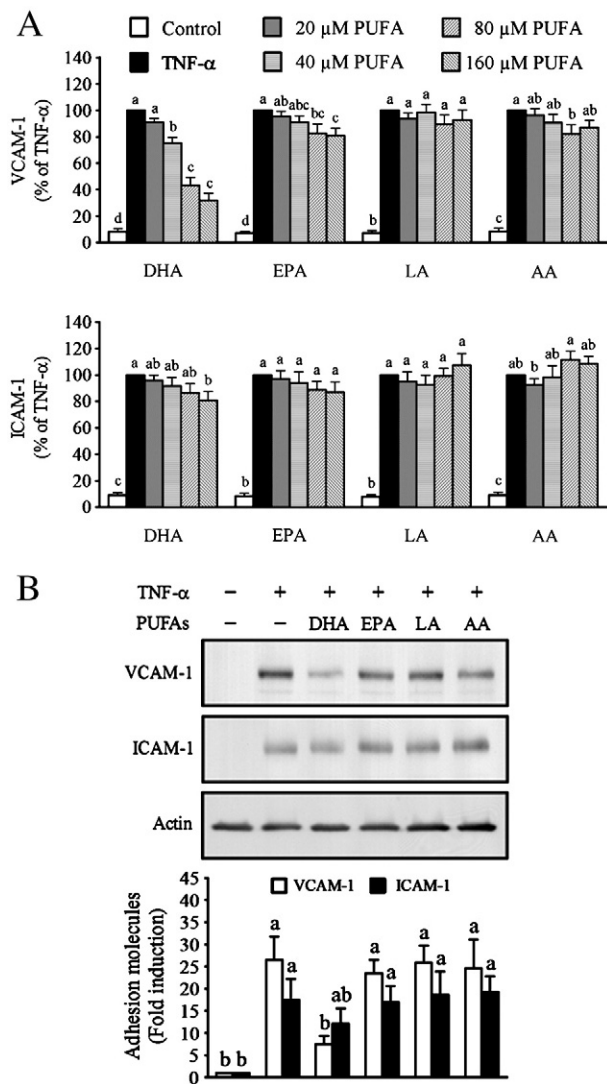 A
Control
20 µM PUFA
80 µM PUFA
TNF-α
40 µM PUFA
160 µM PUFA
VCAM-1
(% of TNF-α)
140
120
100
80
60
40
20
0
d a a b c c
d a ab abc bc c
b a a a a a
c a ab ab b ab
DHA EPA LA AA
ICAM-1
(% of TNF-α)
140
120
100
80
60
40
20
0
c a ab ab ab b
b a a a a a
b a a a a a
c ab b ab a ab
DHA EPA LA AA
B
TNF-α – + + + + +
PUFAs – – DHA EPA LA AA
VCAM-1
ICAM-1
Actin
Adhesion molecules
(Fold induction)
VCAM-1 ICAM-1
45
40
35
30
25
20
15
10
5
0
b b a a b ab a a a a a a